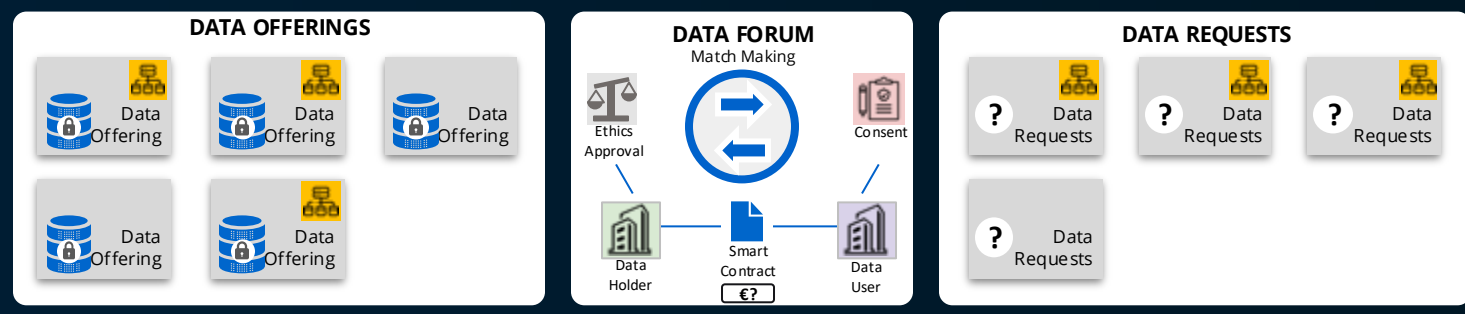 DATA OFFERINGS
Data
Offering
Data
Offering
Data
Offering
Data
Offering
Data
Offering
DATA FORUM
Match Making
Ethics
Approval
Consent
Data
Holder
Smart
Contract
€?
Data
User
DATA REQUESTS
?
Data
Requests
?
Data
Requests
?
Data
Requests
?
Data
Requests